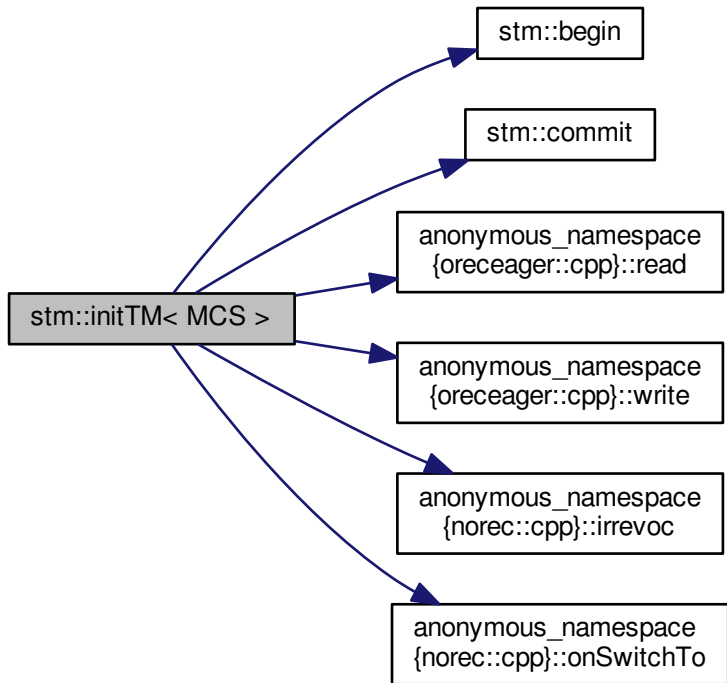 stm::begin
stm::commit
anonymous_namespace
{oreceager::cpp}::read
stm::initTM< MCS >
anonymous_namespace
{oreceager::cpp}::write
anonymous_namespace
{norec::cpp}::irrevoc
anonymous_namespace
{norec::cpp}::onSwitchTo